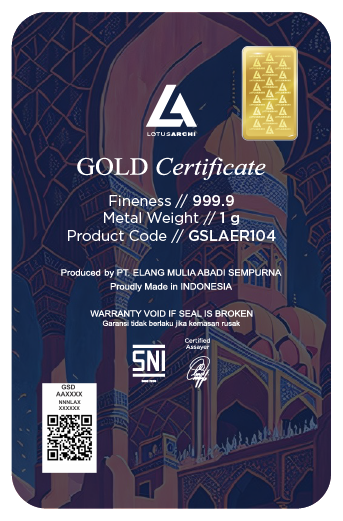 LOTUSARCHI
GOLD Certificate
Fineness // 999.9
Metal Weight // 1 g
Product Code // GSLAER104
Produced by PT. ELANG MULIA ABADI SEMPURNA
Proudly Made in INDONESIA
WARRANTY VOID IF SEAL IS BROKEN
Garansi tidak berlaku jika kemasan rusak
Certified
Assayer
SNI
GSD
AAXXXX
NNNLAX
XXXXXX